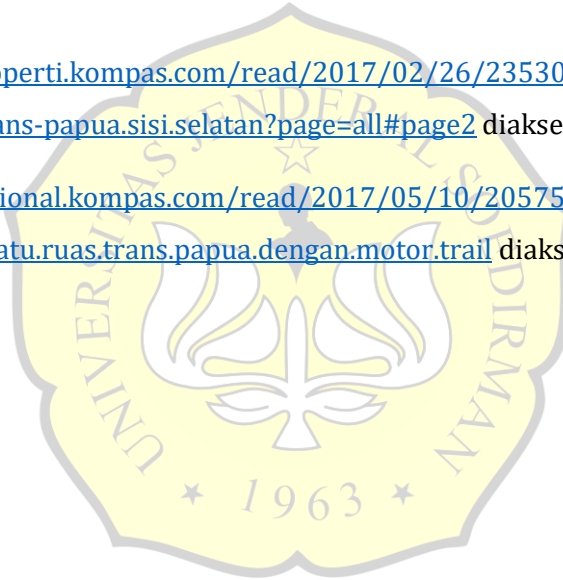 perti.kompas.com/read/2017/02/26/23530
ns-papua.sisi.selatan?page=all#page2 diakse
ional.kompas.com/read/2017/05/10/20575
atu.ruas.trans.papua.dengan.motor.trail diaks
UNIVERSITAS JENDERAL SOEDIRMAN
★ 1963 ★